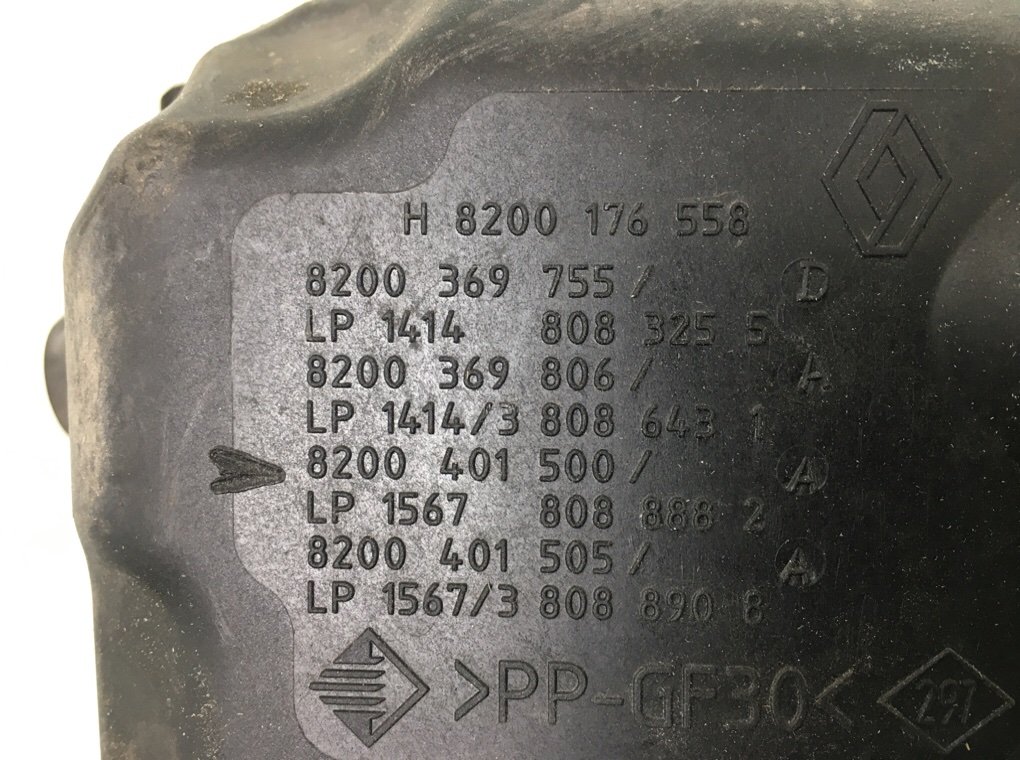 H 8200 176 558
8200 369 755/ D
LP 1414 808 325 5
8200 369 806/ A
LP 1414/3 808 643 1
8200 401 500/ A
LP 1567 808 888 2
8200 401 505/ A
LP 1567/3 808 890 8
>PP-GF30< 297